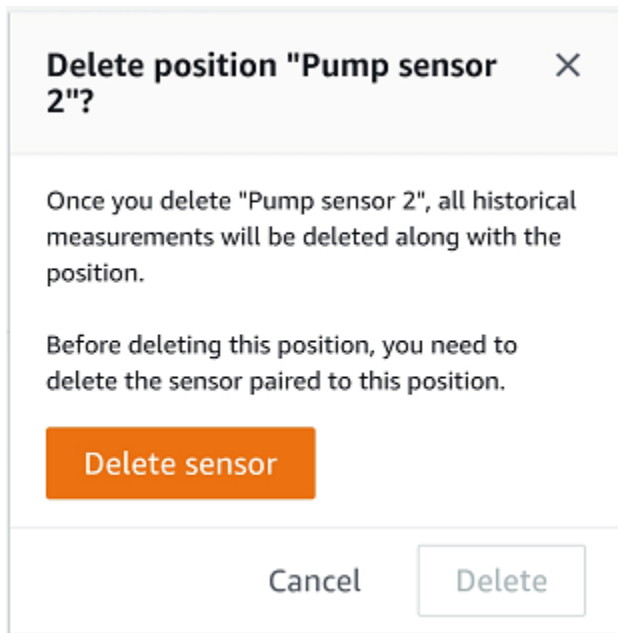 Delete position "Pump sensor
2"?
Once you delete "Pump sensor 2", all historical
measurements will be deleted along with the
position.
Before deleting this position, you need to
delete the sensor paired to this position.
Delete sensor
Cancel
Delete